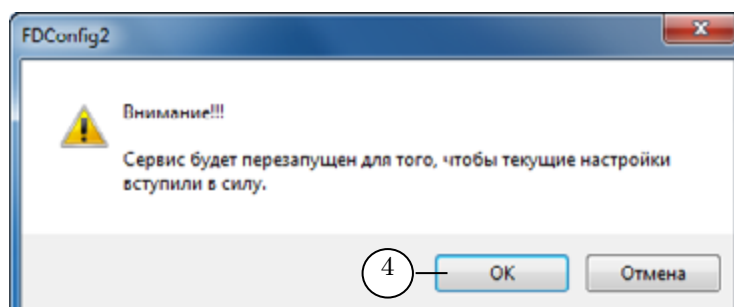 FDConfig2
Внимание!!!
Сервис будет перезапущен для того, чтобы текущие настройки
вступили в силу.
4
OK
Отмена